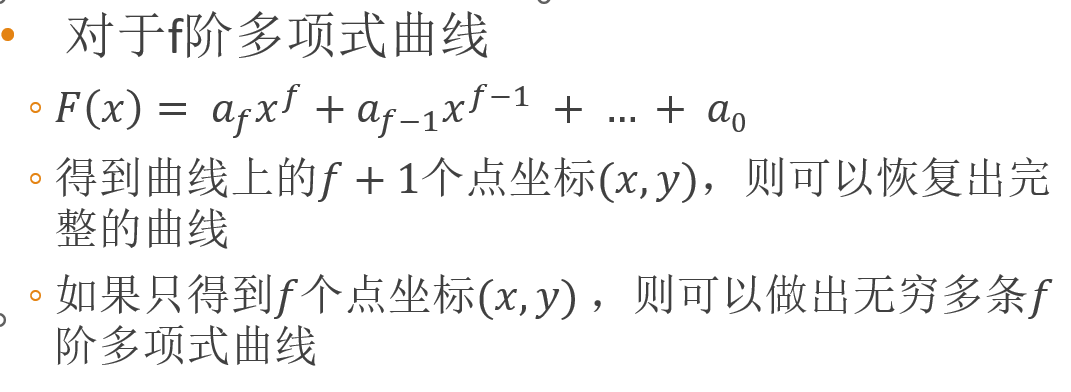 • 对于f阶多项式曲线
◦ F(x) = a_f x^f + a_{f−1} x^{f−1} + … + a_0
◦ 得到曲线上的f + 1个点坐标(x, y)，则可以恢复出完
整的曲线
◦ 如果只得到f个点坐标(x, y) ，则可以做出无穷多条f
阶多项式曲线